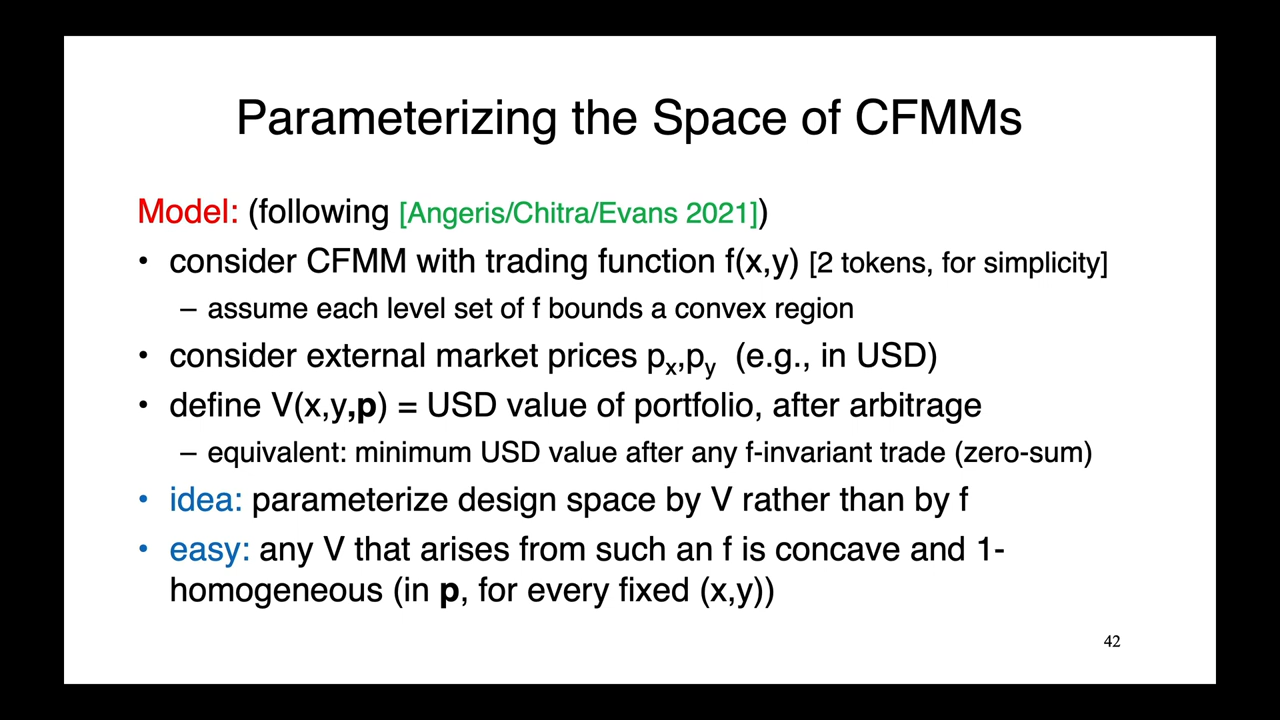 Parameterizing the Space of CFMMs
Model: (following [Angeris/Chitra/Evans 2021])
• consider CFMM with trading function f(x,y) [2 tokens, for simplicity]
– assume each level set of f bounds a convex region
• consider external market prices px,py (e.g., in USD)
• define V(x,y,p) = USD value of portfolio, after arbitrage
– equivalent: minimum USD value after any f-invariant trade (zero-sum)
• idea: parameterize design space by V rather than by f
• easy: any V that arises from such an f is concave and 1-
homogeneous (in p, for every fixed (x,y))
42